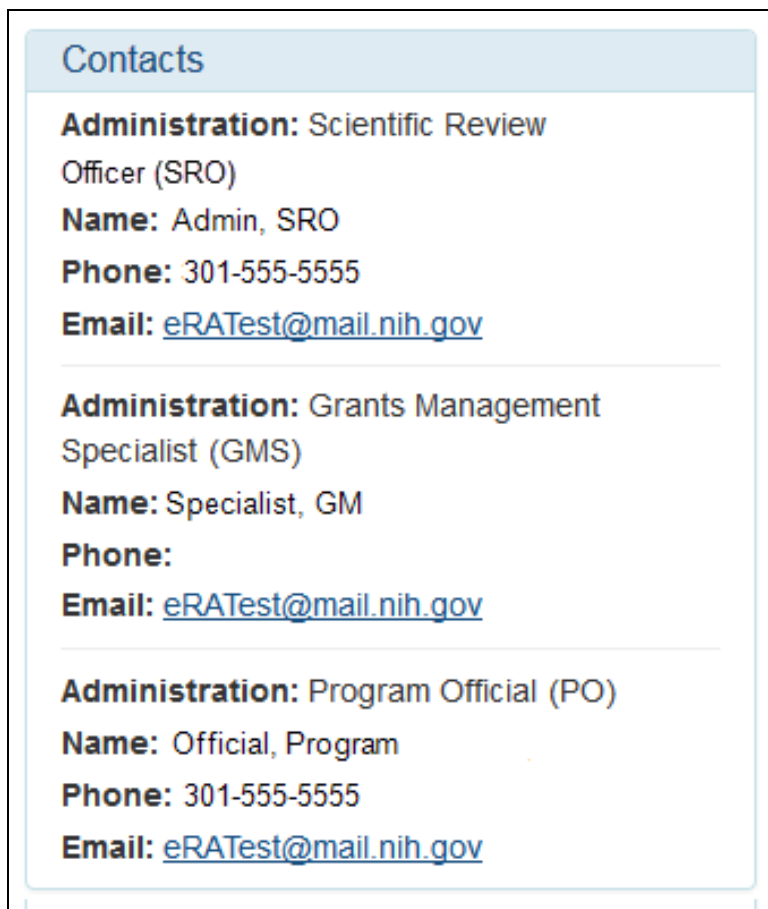 Contacts
Administration: Scientific Review
Officer (SRO)
Name: Admin, SRO
Phone: 301-555-5555
Email: eRATest@mail.nih.gov
Administration: Grants Management
Specialist (GMS)
Name: Specialist, GM
Phone:
Email: eRATest@mail.nih.gov
Administration: Program Official (PO)
Name: Official, Program
Phone: 301-555-5555
Email: eRATest@mail.nih.gov